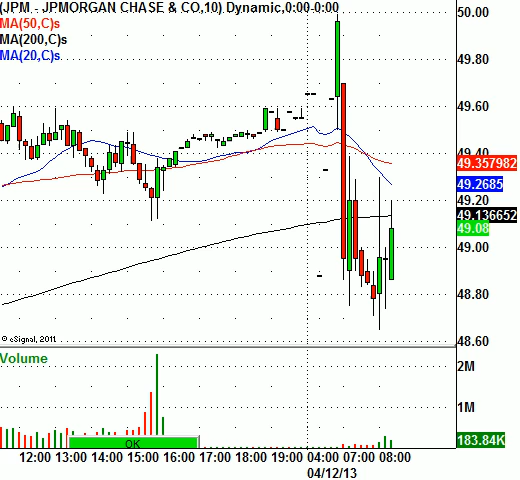 (JPM - JPMORGAN CHASE & CO,10) Dynamic,0:00-0:00
MA(50,C)s
MA(200,C)s
MA(20,C)s
50.00
49.80
49.60
49.40
49.357982
49.2685
49.20
49.136652
49.08
49.00
48.80
48.60
© eSignal, 2011
Volume
2M
1M
183.84K
OK
12:00 13:00 14:00 15:00 16:00 17:00 18:00 19:00 04:00 07:00 08:00
04/12/13